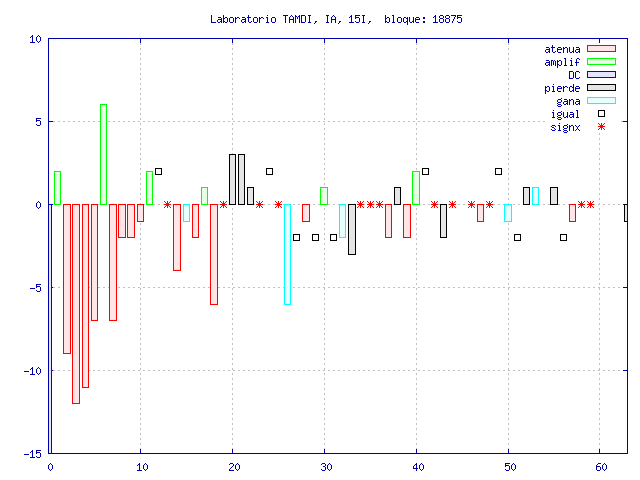 Laboratorio TAMDI, IA, 15I,  bloque: 18875
10
5
0
-5
-10
-15
0 10 20 30 40 50 60
atenua
amplif
DC
pierde
gana
igual
signx